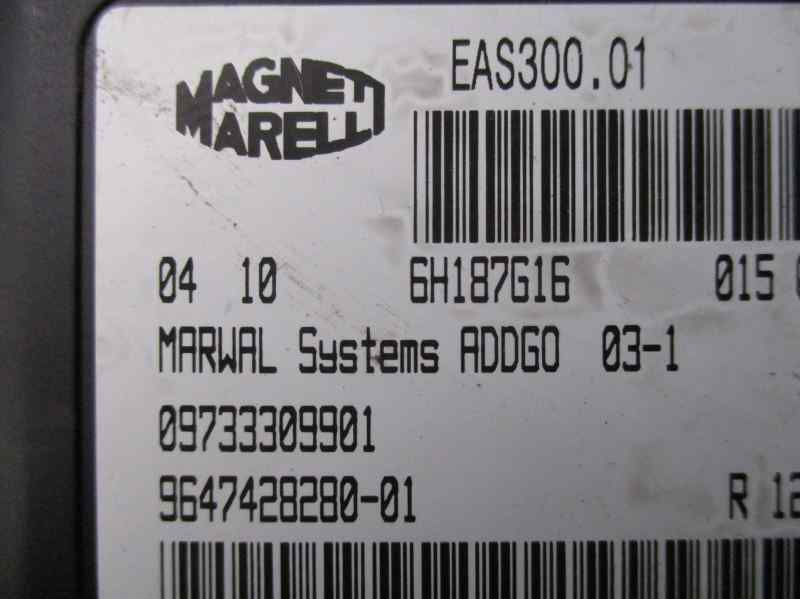 MAGNETI
MARELLI
EAS300.01
04 10 6H187G16 015
MARWAL Systems ADDGO 03-1
09733309901
9647428280-01 R 12